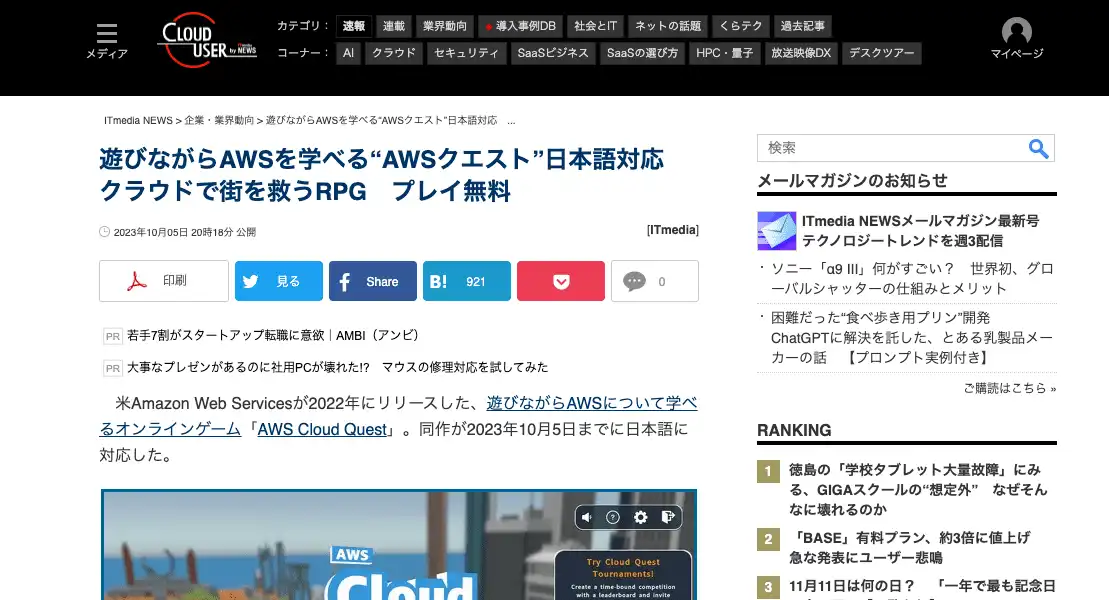 メディア
CLOUD
USER by ITmedia NEWS
カテゴリ： 速報 連載 業界動向 ●導入事例DB 社会とIT ネットの話題 くらテク 過去記事
コーナー： AI クラウド セキュリティ SaaSビジネス SaaSの選び方 HPC・量子 放送映像DX デスクツアー
マイページ
ITmedia NEWS > 企業・業界動向 > 遊びながらAWSを学べる“AWSクエスト”日本語対応　...
遊びながらAWSを学べる“AWSクエスト”日本語対応
クラウドで街を救うRPG　プレイ無料
2023年10月05日 20時18分 公開
[ITmedia]
印刷 見る Share B! 921 0
PR 若手7割がスタートアップ転職に意欲｜AMBI（アンビ）
PR 大事なプレゼンがあるのに社用PCが壊れた!?　マウスの修理対応を試してみた
米Amazon Web Servicesが2022年にリリースした、遊びながらAWSについて学べ
るオンラインゲーム「AWS Cloud Quest」。同作が2023年10月5日までに日本語に
対応した。
AWS
Cloud
Try Cloud Quest
Tournaments!
Create a time-bound competition
with a leaderboard and invite
検索
メールマガジンのお知らせ
ITmedia NEWSメールマガジン最新号
テクノロジートレンドを週3配信
・ソニー「α9 III」何がすごい？　世界初、グロ
ーバルシャッターの仕組みとメリット
・困難だった“食べ歩き用プリン”開発
ChatGPTに解決を託した、とある乳製品メー
カーの話　【プロンプト実例付き】
ご購読はこちら »
RANKING
1 徳島の「学校タブレット大量故障」にみ
る、GIGAスクールの“想定外”　なぜそん
なに壊れるのか
2 「BASE」有料プラン、約3倍に値上げ
急な発表にユーザー悲鳴
3 11月11日は何の日？　「一年で最も記念日